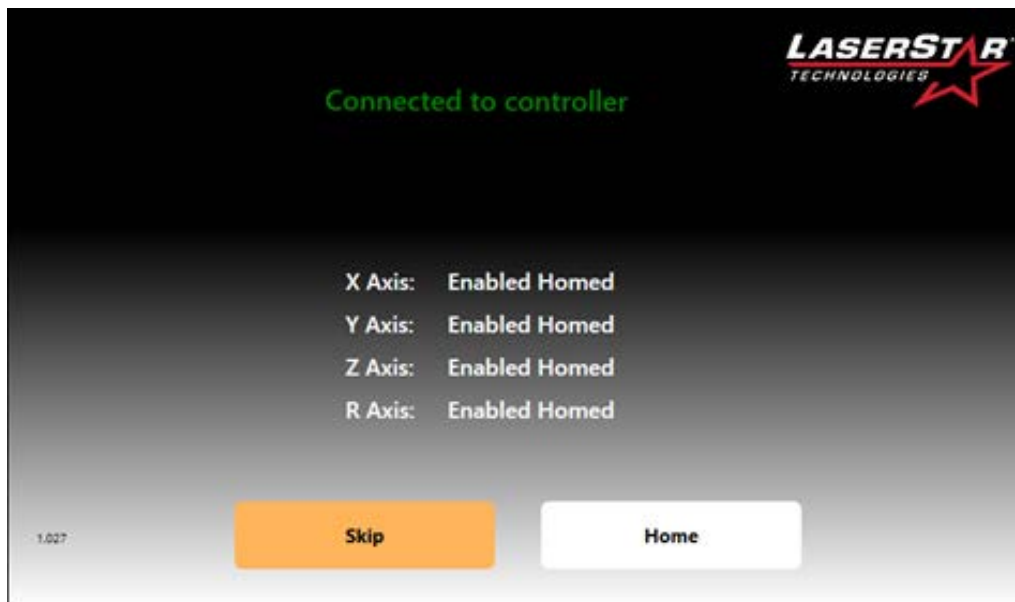 LASERSTAR
TECHNOLOGIES
Connected to controller
X Axis: Enabled Homed
Y Axis: Enabled Homed
Z Axis: Enabled Homed
R Axis: Enabled Homed
1.027
Skip
Home